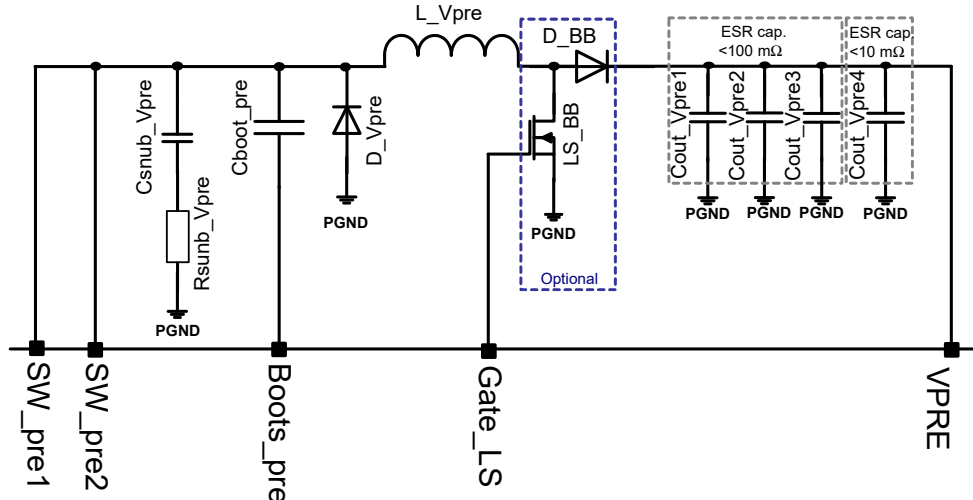 L_Vpre
D_BB
ESR cap.
<100 mΩ
ESR cap.
<10 mΩ
Csnub_Vpre
Rsunb_Vpre
PGND
Cboot_pre
D_Vpre
PGND
LS_BB
PGND
Optional
Cout_Vpre1
Cout_Vpre2
Cout_Vpre3
Cout_Vpre4
PGND
PGND
PGND
PGND
SW_pre1
SW_pre2
Boots_pre
Gate_LS
VPRE